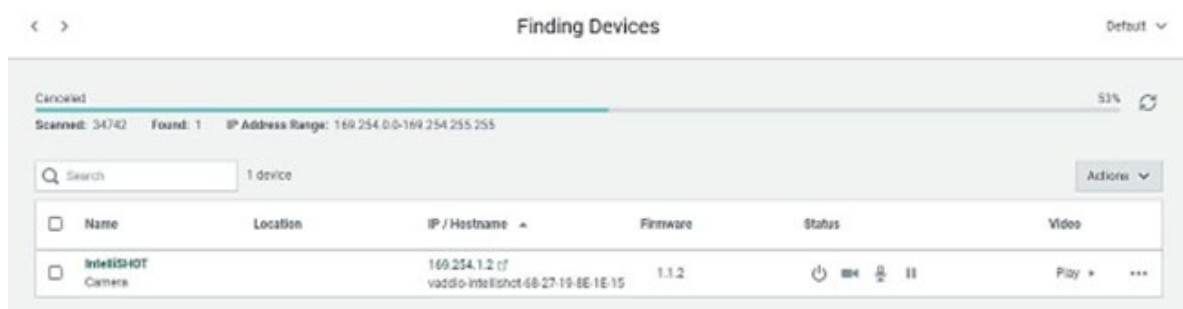 Finding Devices
Default
Canceled
53%
Scanned: 34742 Found: 1 IP Address Range: 169.254.0.0-169.254.255.255
Search
1 device
Actions
Name Location IP / Hostname Firmware Status Video
IntelliSHOT
Camera
169.254.1.2
vaddio-intellishot-68-27-19-8E-1E-15
1.1.2
Play